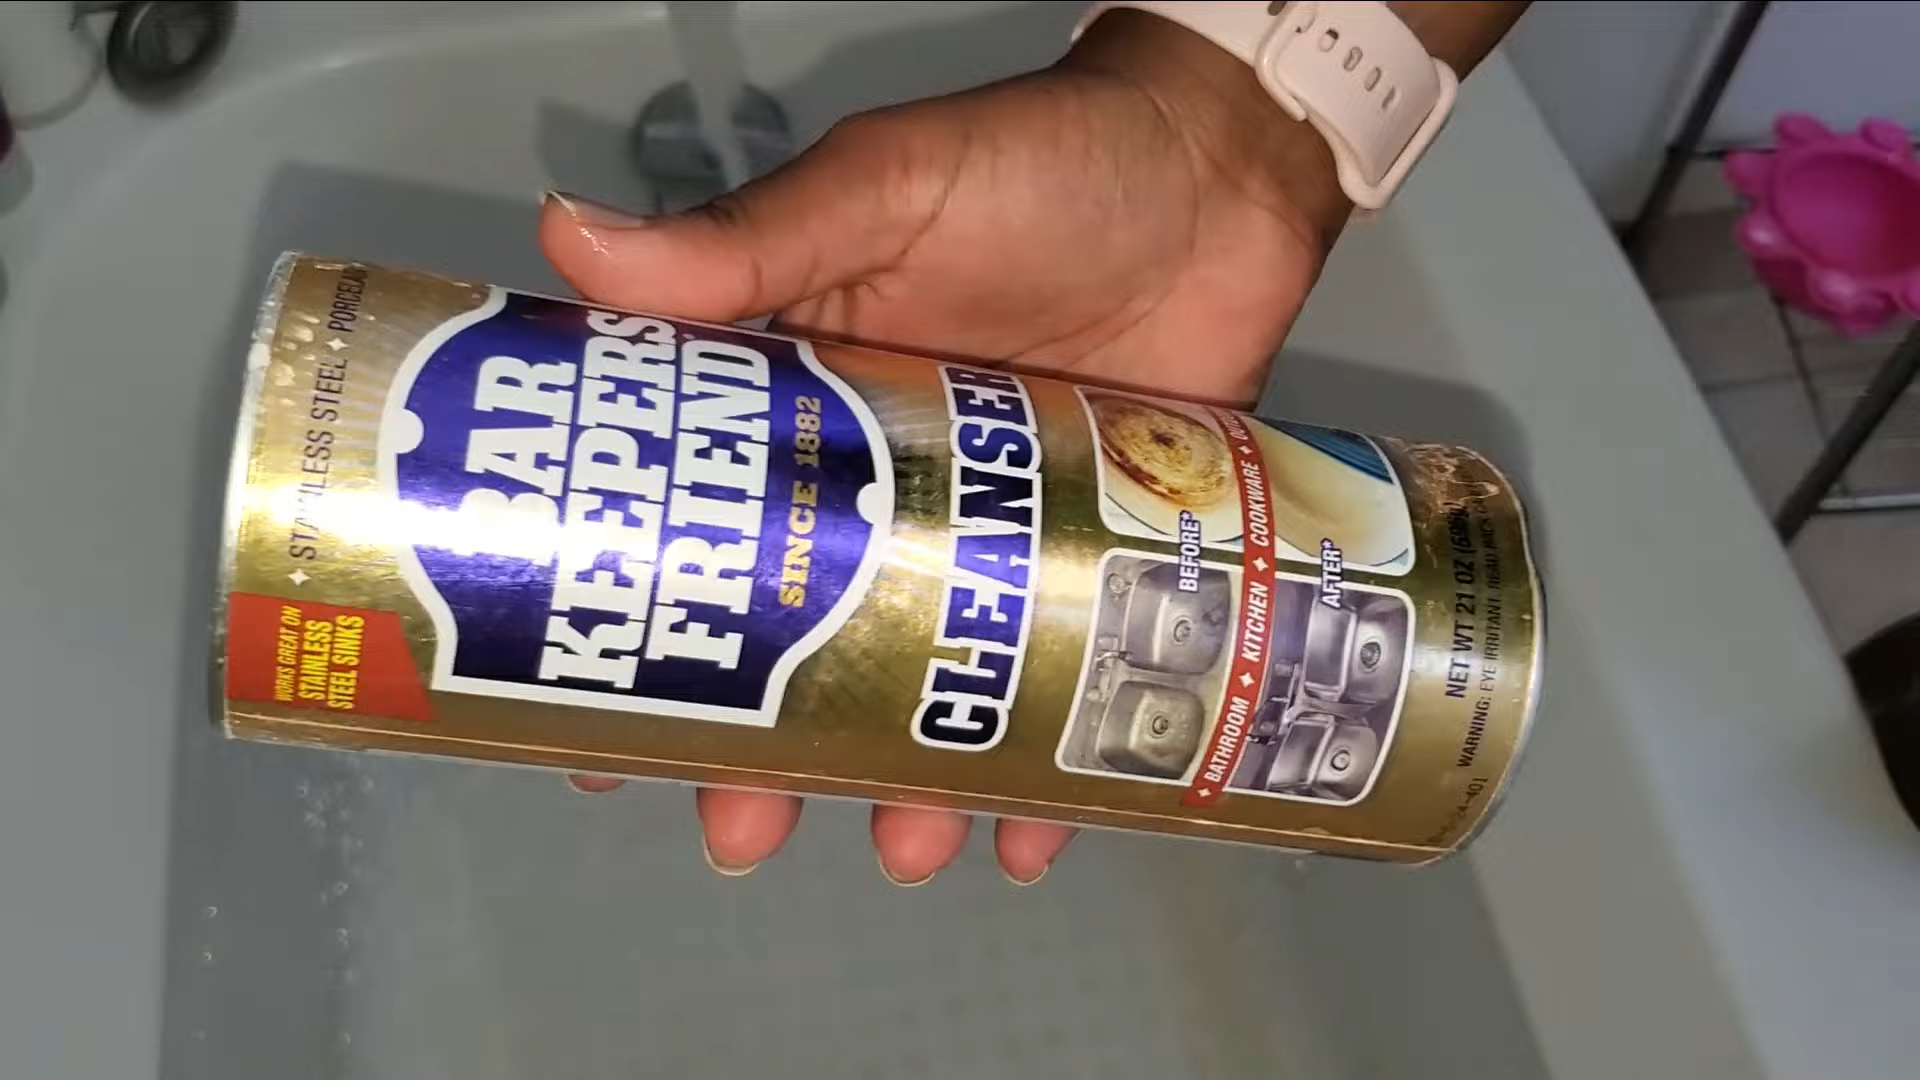 STAINLESS STEEL ✦ PORCELAIN
WORKS GREAT ON
STAINLESS
STEEL SINKS
BAR
KEEPERS
FRIEND
SINCE 1882
CLEANSER
BEFORE*
✦ BATHROOM ✦ KITCHEN ✦ COOKWARE ✦
AFTER*
NET WT 21 OZ
WARNING: EYE IRRITANT. READ